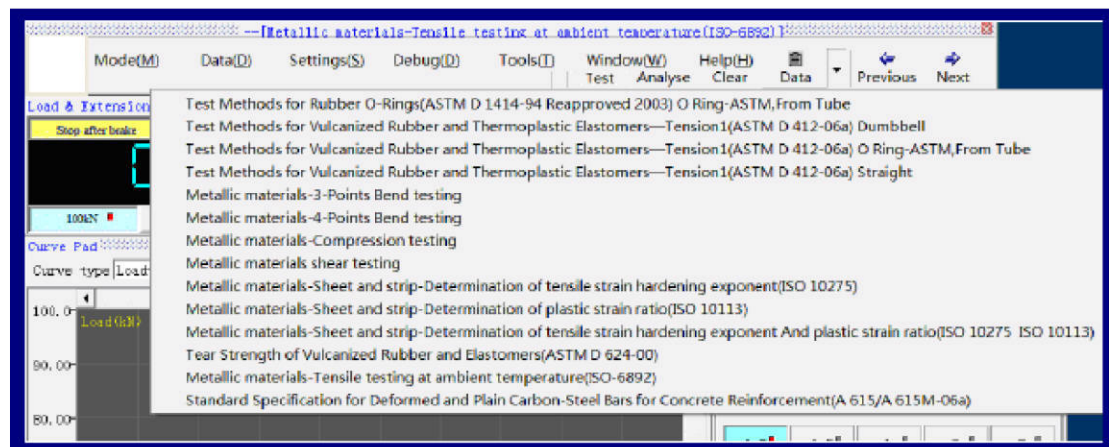 --[Metallic materials-Tensile testing at ambient temperature(ISO-6892)]
Mode(M) Data(D) Settings(S) Debug(D) Tools(T) Window(W) Help(H)
Test Analyse Clear Data Previous Next
Load & Extension
Stop after brake
100kN
Curve Pad
Curve type Load
100.0
Load(kN)
90.00
80.00
Test Methods for Rubber O-Rings(ASTM D 1414-94 Reapproved 2003) O Ring-ASTM,From Tube
Test Methods for Vulcanized Rubber and Thermoplastic Elastomers—Tension1(ASTM D 412-06a) Dumbbell
Test Methods for Vulcanized Rubber and Thermoplastic Elastomers—Tension1(ASTM D 412-06a) O Ring-ASTM,From Tube
Test Methods for Vulcanized Rubber and Thermoplastic Elastomers—Tension1(ASTM D 412-06a) Straight
Metallic materials-3-Points Bend testing
Metallic materials-4-Points Bend testing
Metallic materials-Compression testing
Metallic materials shear testing
Metallic materials-Sheet and strip-Determination of tensile strain hardening exponent(ISO 10275)
Metallic materials-Sheet and strip-Determination of plastic strain ratio(ISO 10113)
Metallic materials-Sheet and strip-Determination of tensile strain hardening exponent And plastic strain ratio(ISO 10275 ISO 10113)
Tear Strength of Vulcanized Rubber and Elastomers(ASTM D 624-00)
Metallic materials-Tensile testing at ambient temperature(ISO-6892)
Standard Specification for Deformed and Plain Carbon-Steel Bars for Concrete Reinforcement(A 615/A 615M-06a)